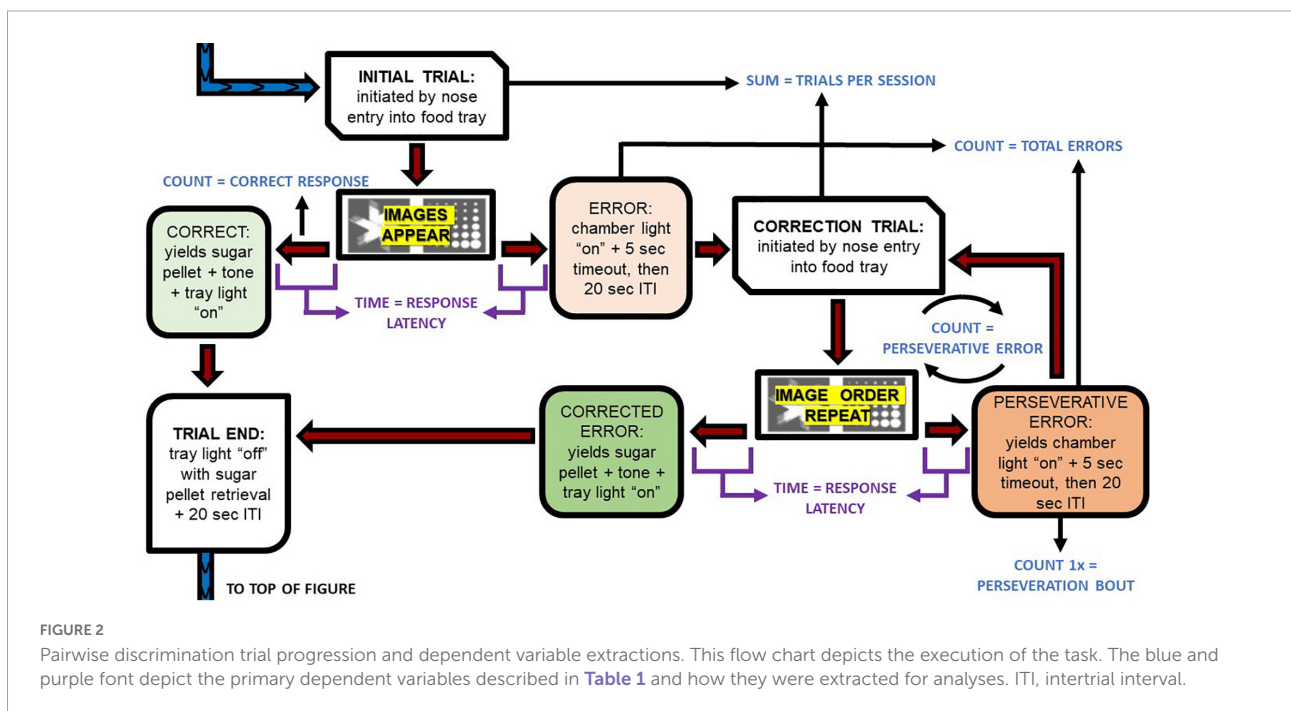 INITIAL TRIAL:
initiated by nose
entry into food tray
SUM = TRIALS PER SESSION
COUNT = TOTAL ERRORS
COUNT = CORRECT RESPONSE
IMAGES
APPEAR
CORRECT:
yields sugar
pellet + tone
+ tray light
"on"
ERROR:
chamber light
"on" + 5 sec
timeout, then
20 sec ITI
CORRECTION TRIAL:
initiated by nose entry
into food tray
TIME = RESPONSE
LATENCY
COUNT =
PERSEVERATIVE ERROR
IMAGE ORDER
REPEAT
TRIAL END:
tray light "off"
with sugar
pellet retrieval
+ 20 sec ITI
CORRECTED
ERROR:
yields sugar
pellet + tone +
tray light "on"
PERSEVERATIVE
ERROR:
yields chamber
light "on" + 5 sec
timeout, then 20
sec ITI
TIME = RESPONSE
LATENCY
COUNT 1x =
PERSEVERATION BOUT
TO TOP OF FIGURE
FIGURE 2
Pairwise discrimination trial progression and dependent variable extractions. This flow chart depicts the execution of the task. The blue and
purple font depict the primary dependent variables described in Table 1 and how they were extracted for analyses. ITI, intertrial interval.